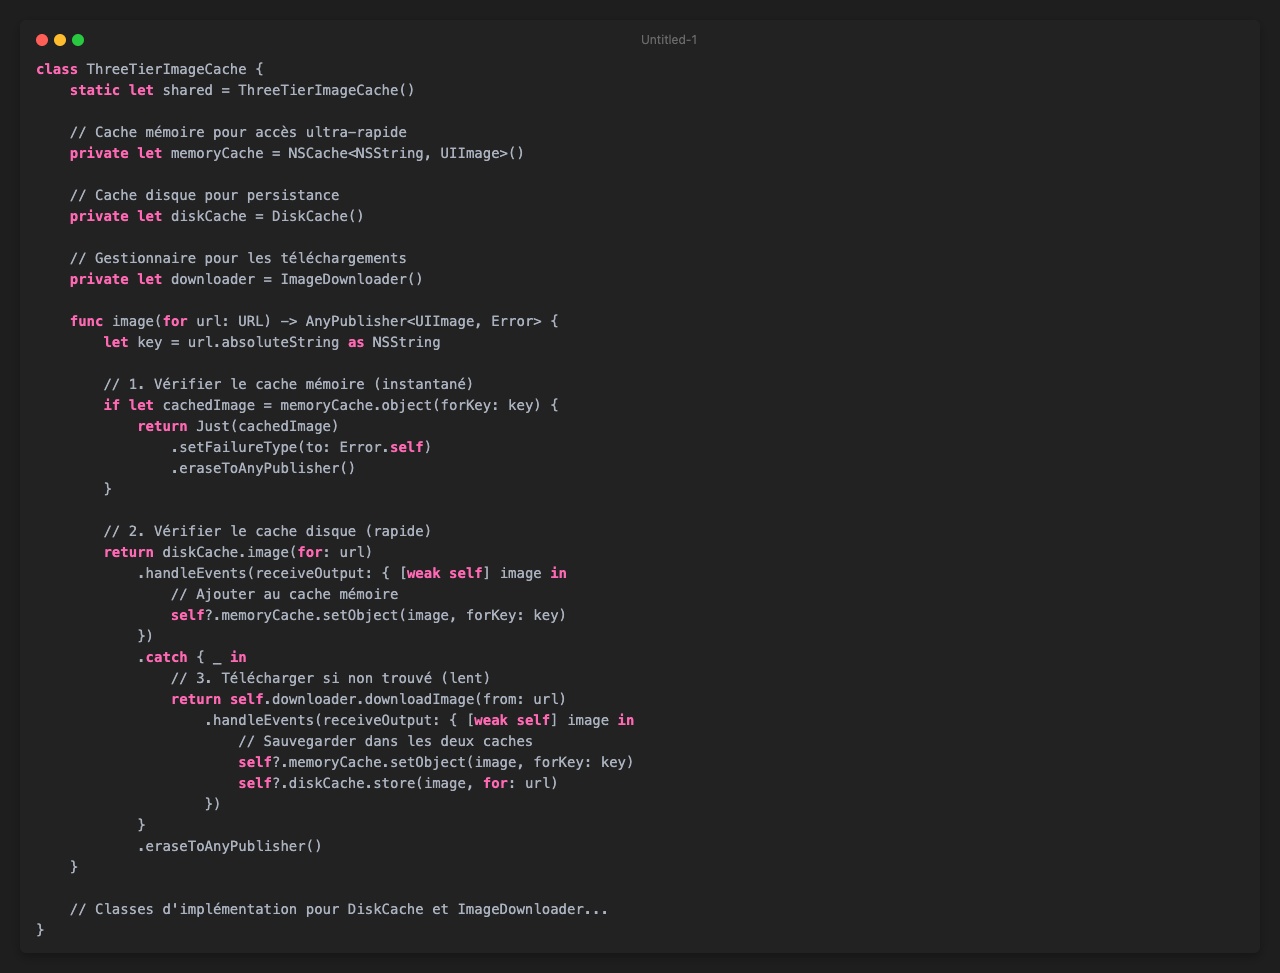 Untitled-1
class ThreeTierImageCache {
    static let shared = ThreeTierImageCache()
    // Cache mémoire pour accès ultra-rapide
    private let memoryCache = NSCache<NSString, UIImage>()
    // Cache disque pour persistance
    private let diskCache = DiskCache()
    // Gestionnaire pour les téléchargements
    private let downloader = ImageDownloader()
    func image(for url: URL) -> AnyPublisher<UIImage, Error> {
        let key = url.absoluteString as NSString
        // 1. Vérifier le cache mémoire (instantané)
        if let cachedImage = memoryCache.object(forKey: key) {
            return Just(cachedImage)
                .setFailureType(to: Error.self)
                .eraseToAnyPublisher()
        }
        // 2. Vérifier le cache disque (rapide)
        return diskCache.image(for: url)
            .handleEvents(receiveOutput: { [weak self] image in
                // Ajouter au cache mémoire
                self?.memoryCache.setObject(image, forKey: key)
            })
            .catch { _ in
                // 3. Télécharger si non trouvé (lent)
                return self.downloader.downloadImage(from: url)
                    .handleEvents(receiveOutput: { [weak self] image in
                        // Sauvegarder dans les deux caches
                        self?.memoryCache.setObject(image, forKey: key)
                        self?.diskCache.store(image, for: url)
                    })
            }
            .eraseToAnyPublisher()
    }
    // Classes d'implémentation pour DiskCache et ImageDownloader...
}